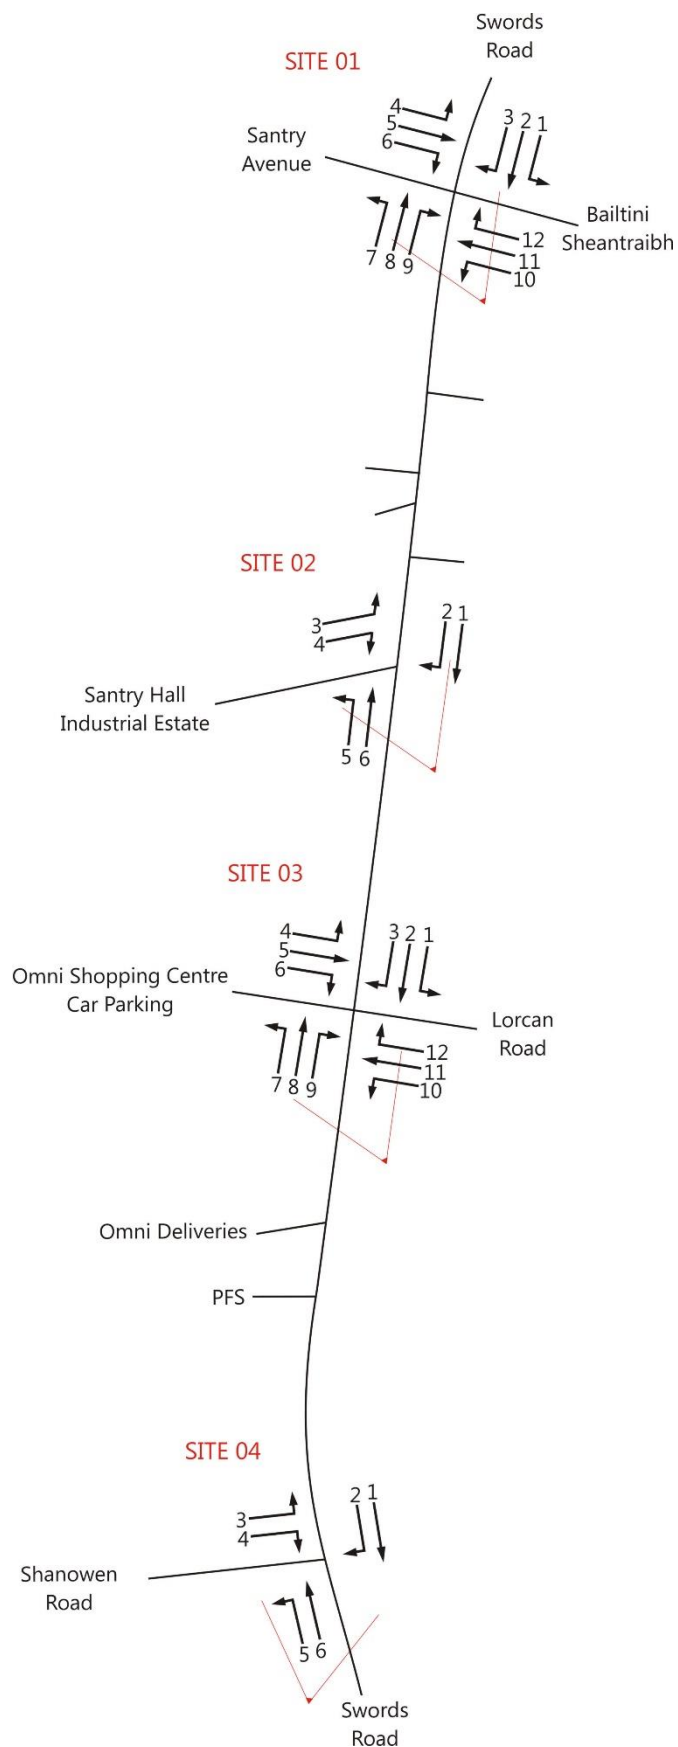 Swords
Road
SITE 01
4
5
6
3 2 1
Santry
Avenue
Bailtini
Sheantraibh
7 8 9
12
11
10
SITE 02
3
4
2 1
Santry Hall
Industrial Estate
5 6
SITE 03
4
5
6
3 2 1
Omni Shopping Centre
Car Parking
Lorcan
Road
7 8 9
12
11
10
Omni Deliveries
PFS
SITE 04
3
4
2 1
Shanowen
Road
5 6
Swords
Road